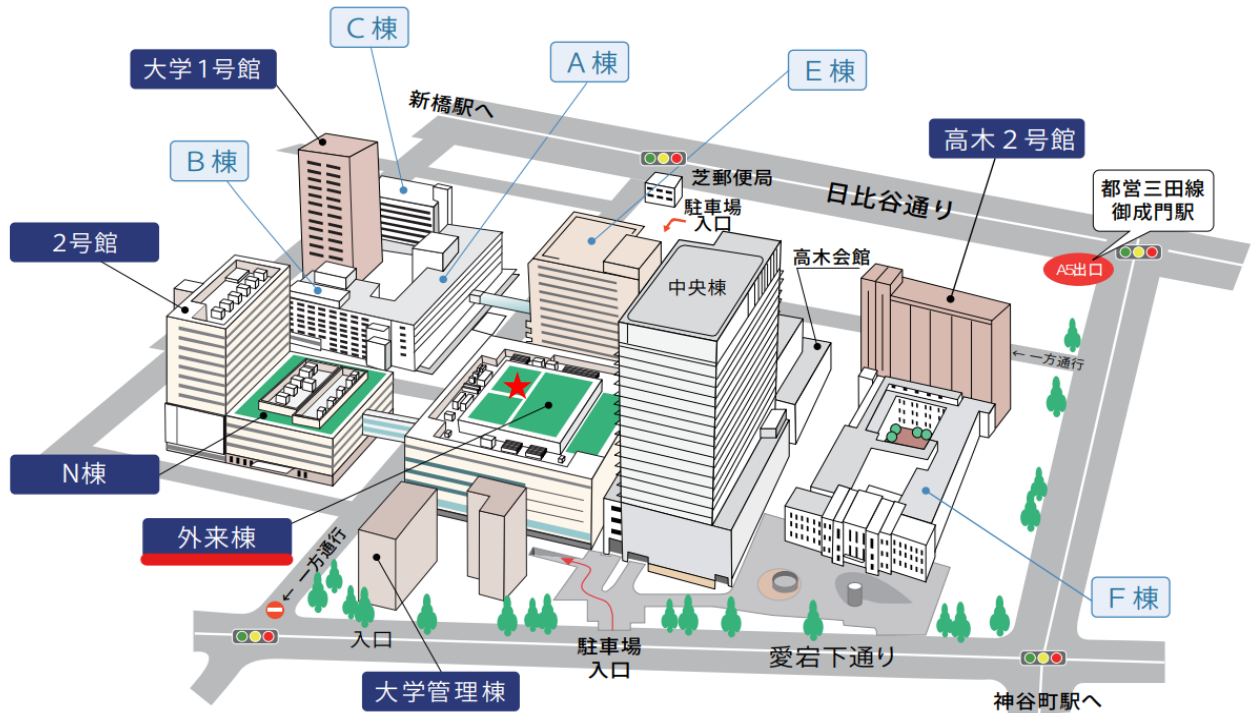 C棟
大学1号館
A棟
E棟
新橋駅へ
高木2号館
B棟
芝郵便局
日比谷通り
都営三田線
御成門駅
駐車場
入口
2号館
高木会館
A5出口
中央棟
← 一方通行
N棟
外来棟
← 一方通行
F棟
入口
駐車場
入口
愛宕下通り
大学管理棟
神谷町駅へ